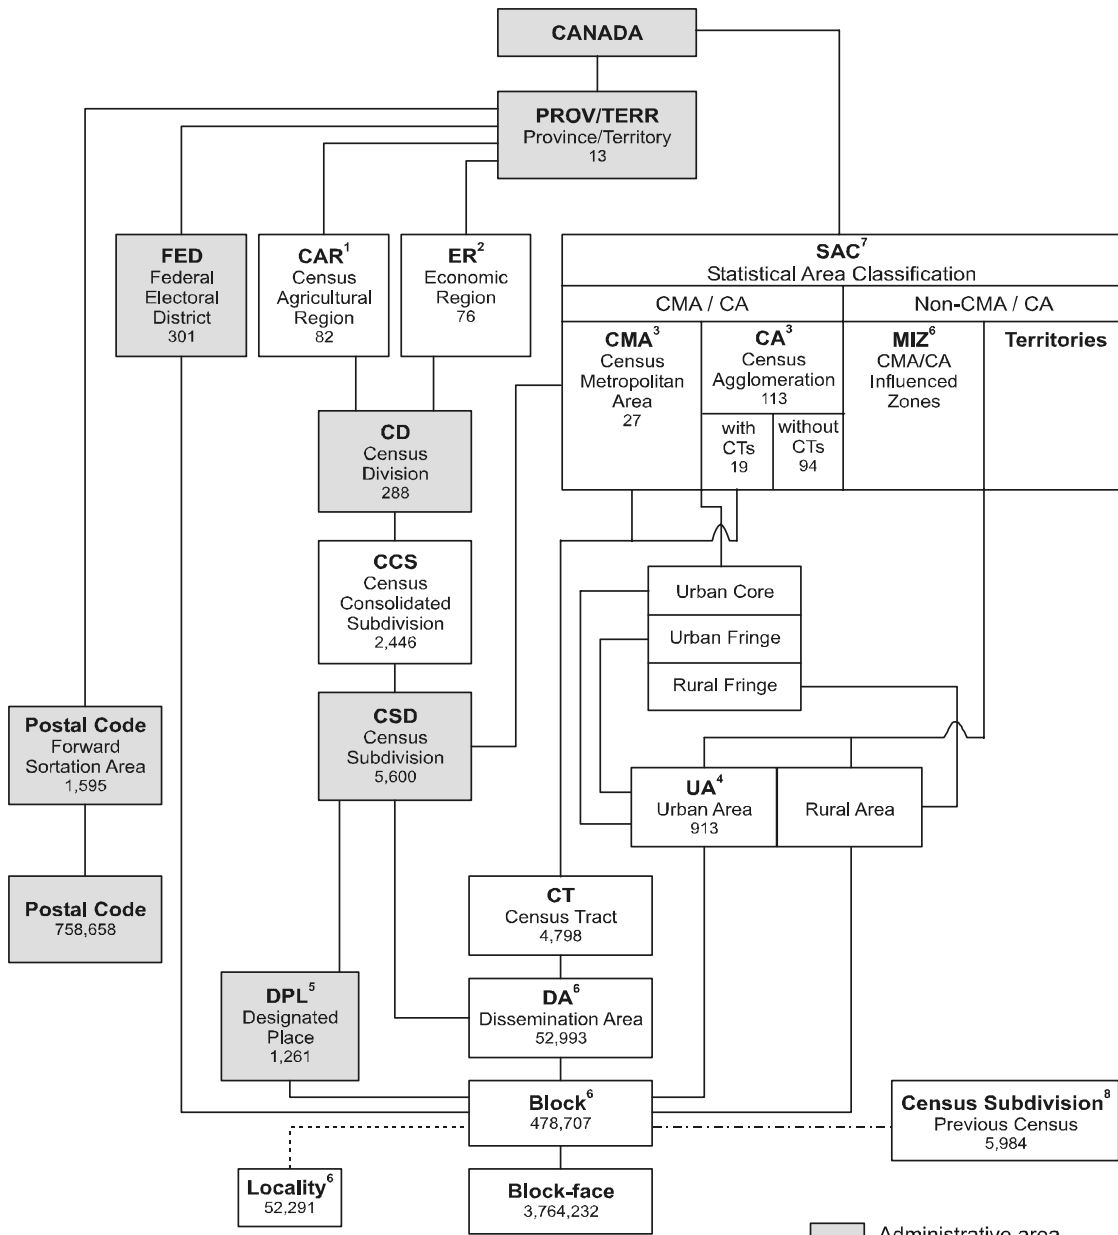 CANADA
PROV/TERR
Province/Territory
13
FED
Federal
Electoral
District
301
CAR1
Census
Agricultural
Region
82
ER2
Economic
Region
76
SAC7
Statistical Area Classification
CMA / CA
Non-CMA / CA
CMA3
Census
Metropolitan
Area
27
CA3
Census
Agglomeration
113
with
CTs
19
without
CTs
94
MIZ6
CMA/CA
Influenced
Zones
Territories
CD
Census
Division
288
CCS
Census
Consolidated
Subdivision
2,446
Urban Core
Urban Fringe
Rural Fringe
CSD
Census
Subdivision
5,600
Postal Code
Forward
Sortation Area
1,595
UA4
Urban Area
913
Rural Area
Postal Code
758,658
CT
Census Tract
4,798
DPL5
Designated
Place
1,261
DA6
Dissemination Area
52,993
Block6
478,707
Census Subdivision8
Previous Census
5,984
Locality6
52,291
Block-face
3,764,232
Administrative area